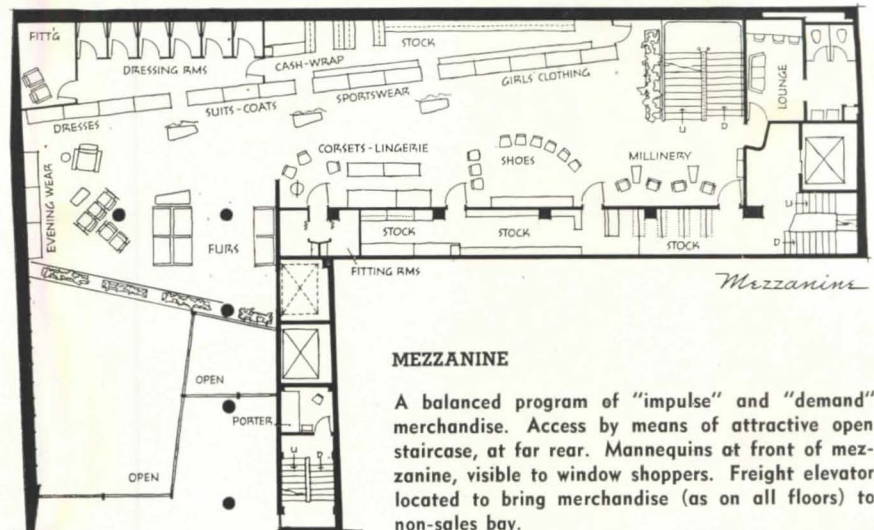 FITT'G
DRESSING RMS
CASH-WRAP
STOCK
DRESSES
SUITS-COATS
SPORTSWEAR
GIRLS' CLOTHING
LOUNGE
U
D
CORSETS-LINGERIE
SHOES
MILLINERY
EVENING WEAR
FURS
STOCK
STOCK
STOCK
U
D
FITTING RMS
Mezzanine
OPEN
PORTER
U
D
OPEN
MEZZANINE
A balanced program of "impulse" and "demand"
merchandise. Access by means of attractive open
staircase, at far rear. Mannequins at front of mez-
zanine, visible to window shoppers. Freight elevator
located to bring merchandise (as on all floors) to
non-sales bay.